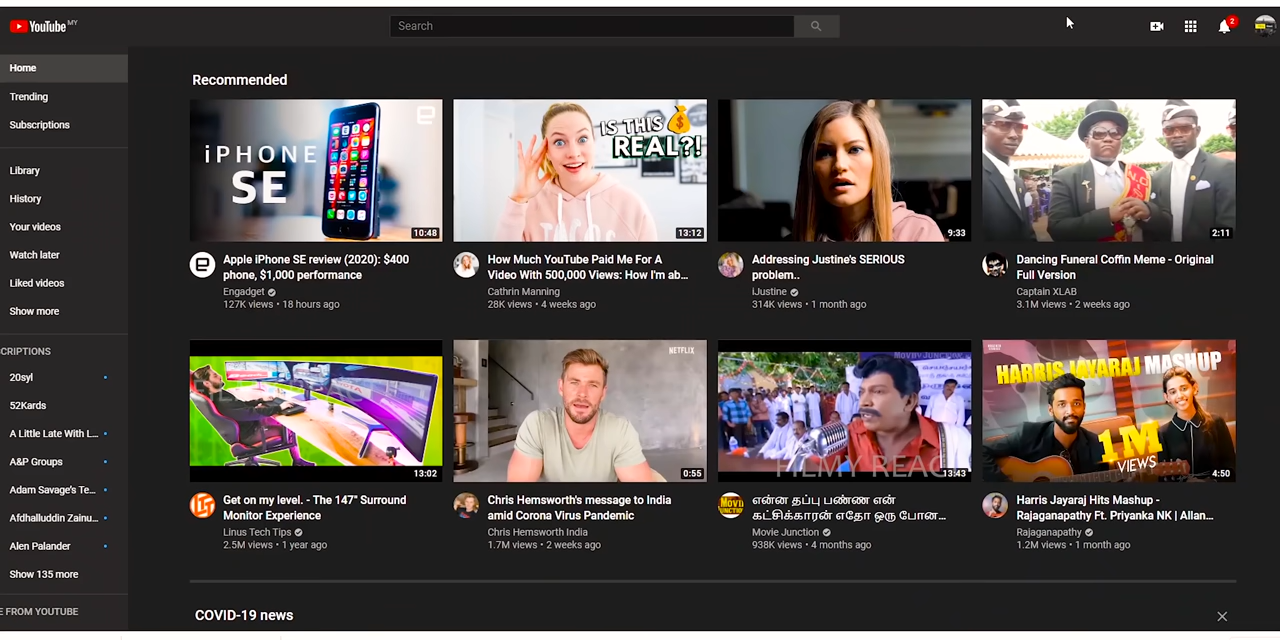 YouTube MY
Search
2
Home
Trending
Subscriptions
Library
History
Your videos
Watch later
Liked videos
Show more
CRIPTIONS
20syl
52Kards
A Little Late With L...
A&P Groups
Adam Savage's Te...
Afdhalluddin Zainu...
Alen Palander
Show 135 more
E FROM YOUTUBE
Recommended
iPHONE
SE
10:48
Apple iPhone SE review (2020): $400
phone, $1,000 performance
Engadget
127K views • 18 hours ago
IS THIS
REAL?!
13:12
How Much YouTube Paid Me For A
Video With 500,000 Views: How I'm ab...
Cathrin Manning
28K views • 4 weeks ago
9:33
Addressing Justine's SERIOUS
problem..
iJustine
314K views • 1 month ago
2:11
Dancing Funeral Coffin Meme - Original
Full Version
Captain XLAB
3.1M views • 2 weeks ago
13:02
Get on my level. - The 147" Surround
Monitor Experience
Linus Tech Tips
2.5M views • 1 year ago
NETFLIX
0:55
Chris Hemsworth's message to India
amid Corona Virus Pandemic
Chris Hemsworth India
1.7M views • 2 weeks ago
FILMY REAC
13:43
என்ன தப்பு பண்ண என்
கட்சிக்காரன் எதோ ஒரு போன...
Movie Junction
938K views • 4 months ago
HARRIS JAYARAJ MASHUP
1M
VIEWS
4:50
Harris Jayaraj Hits Mashup -
Rajaganapathy Ft. Priyanka NK | Allan...
Rajaganapathy
1.2M views • 1 month ago
COVID-19 news